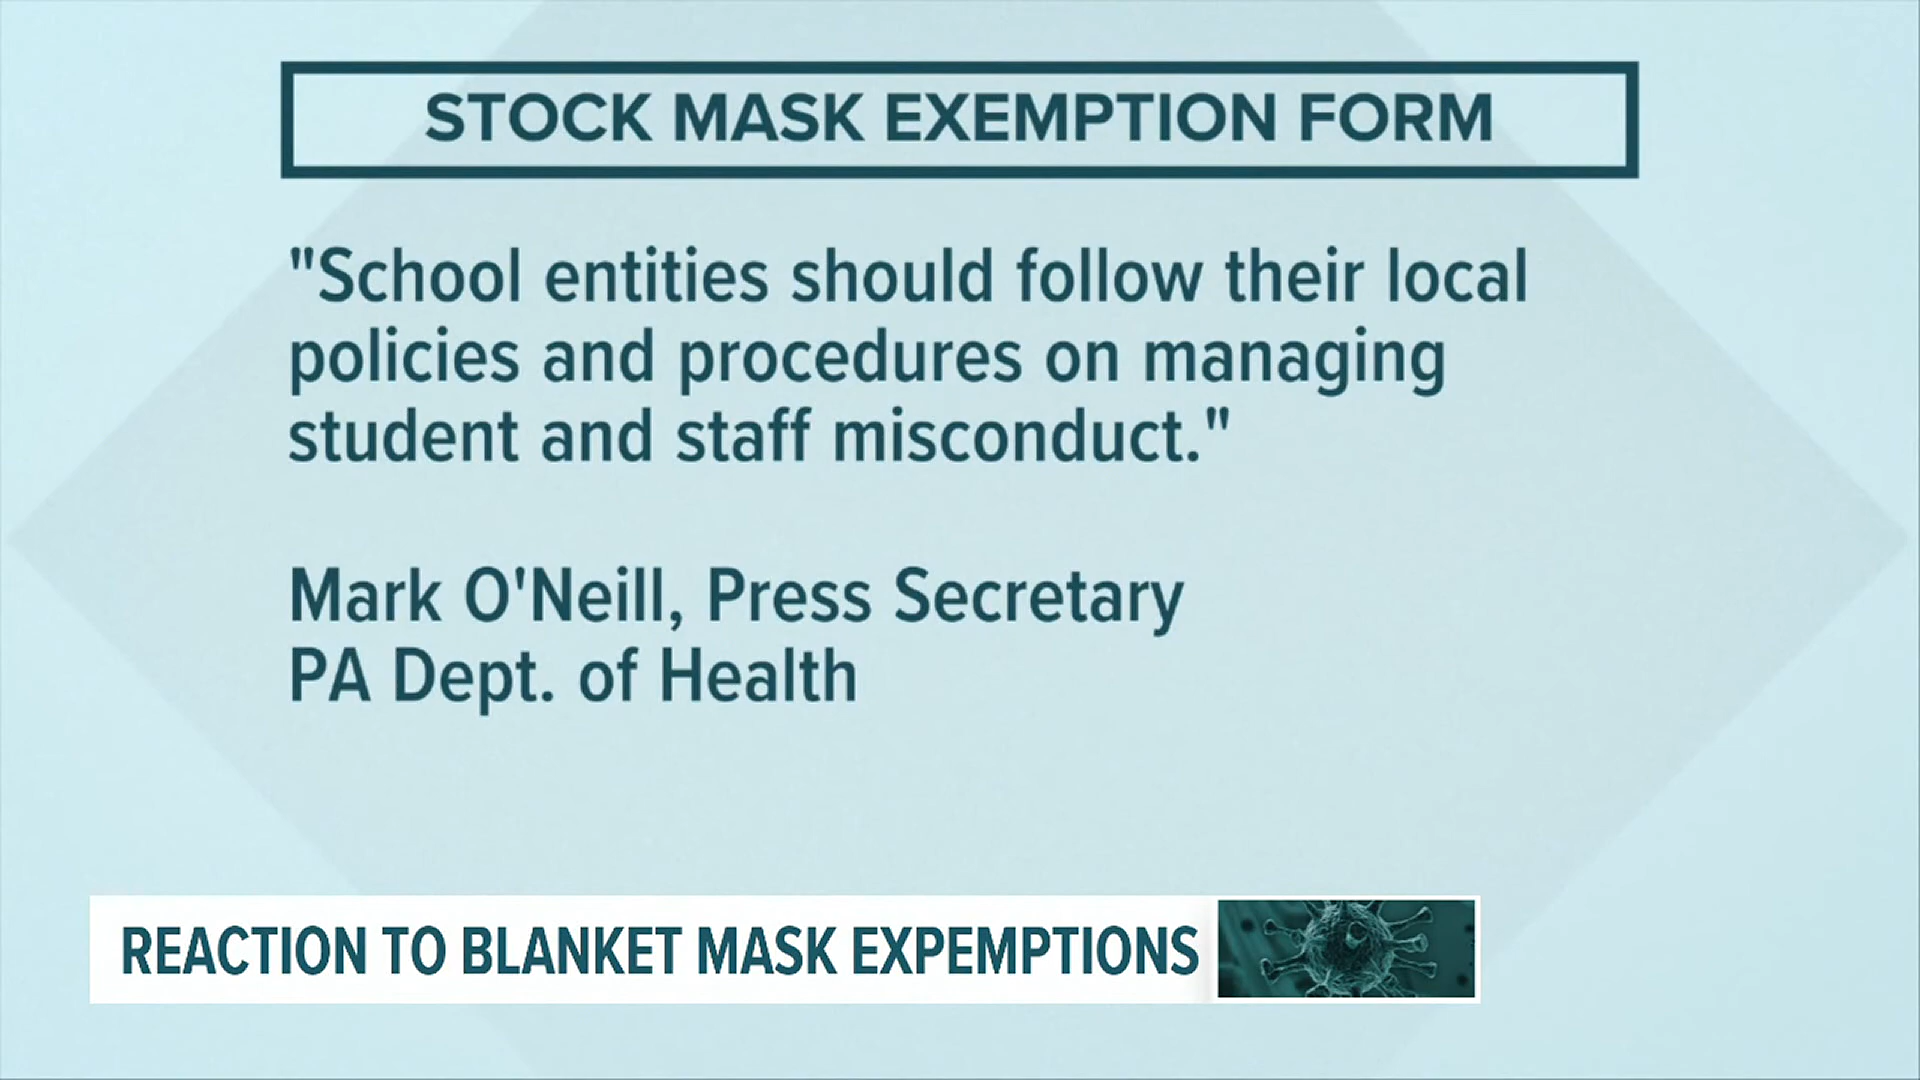 STOCK MASK EXEMPTION FORM
"School entities should follow their local
policies and procedures on managing
student and staff misconduct."
Mark O'Neill, Press Secretary
PA Dept. of Health
REACTION TO BLANKET MASK EXPEMPTIONS